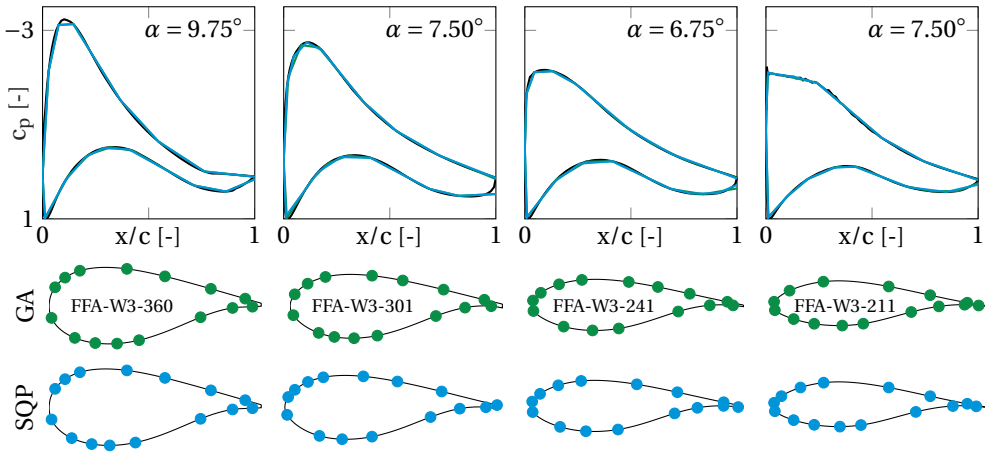 −3
1
c_p [-]
α = 9.75°
α = 7.50°
α = 6.75°
α = 7.50°
0
x/c [-]
1
0
x/c [-]
1
0
x/c [-]
1
0
x/c [-]
1
GA
FFA-W3-360
FFA-W3-301
FFA-W3-241
FFA-W3-211
SQP